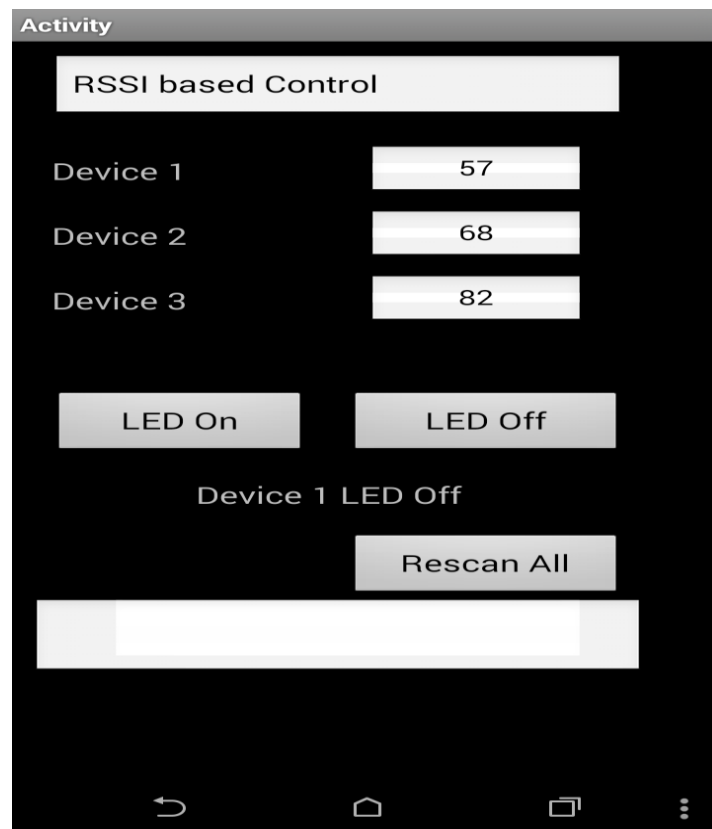 Activity
RSSI based Control
Device 1 57
Device 2 68
Device 3 82
LED On LED Off
Device 1 LED Off
Rescan All